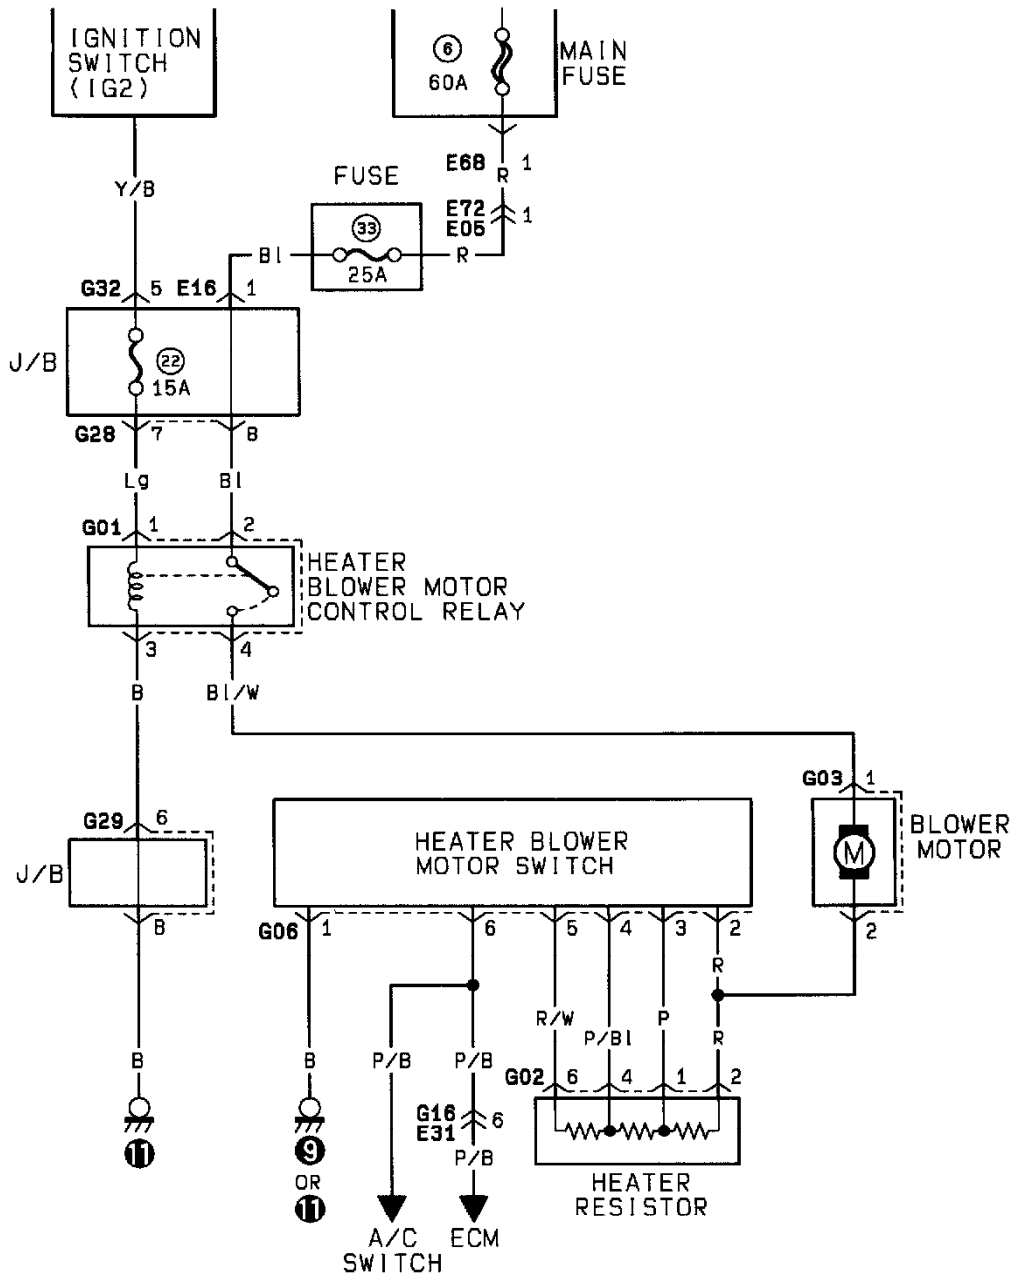 IGNITION
SWITCH
(IG2)
6
60A
MAIN
FUSE
E68 1
R
Y/B
FUSE
E72
E06
1
33
25A
Bl
R
G32 5 E16 1
J/B
22
15A
G28 7 8
Lg Bl
G01 1 2
HEATER
BLOWER MOTOR
CONTROL RELAY
3 4
B Bl/W
G03 1
G29 6
J/B
HEATER BLOWER
MOTOR SWITCH
M
BLOWER
MOTOR
8
G06 1 6 5 4 3 2
2
R
R/W P/Bl P R
B B P/B P/B
G02 6 4 1 2
G16
E31
6
11
9
OR
11
P/B
HEATER
RESISTOR
A/C
SWITCH
ECM